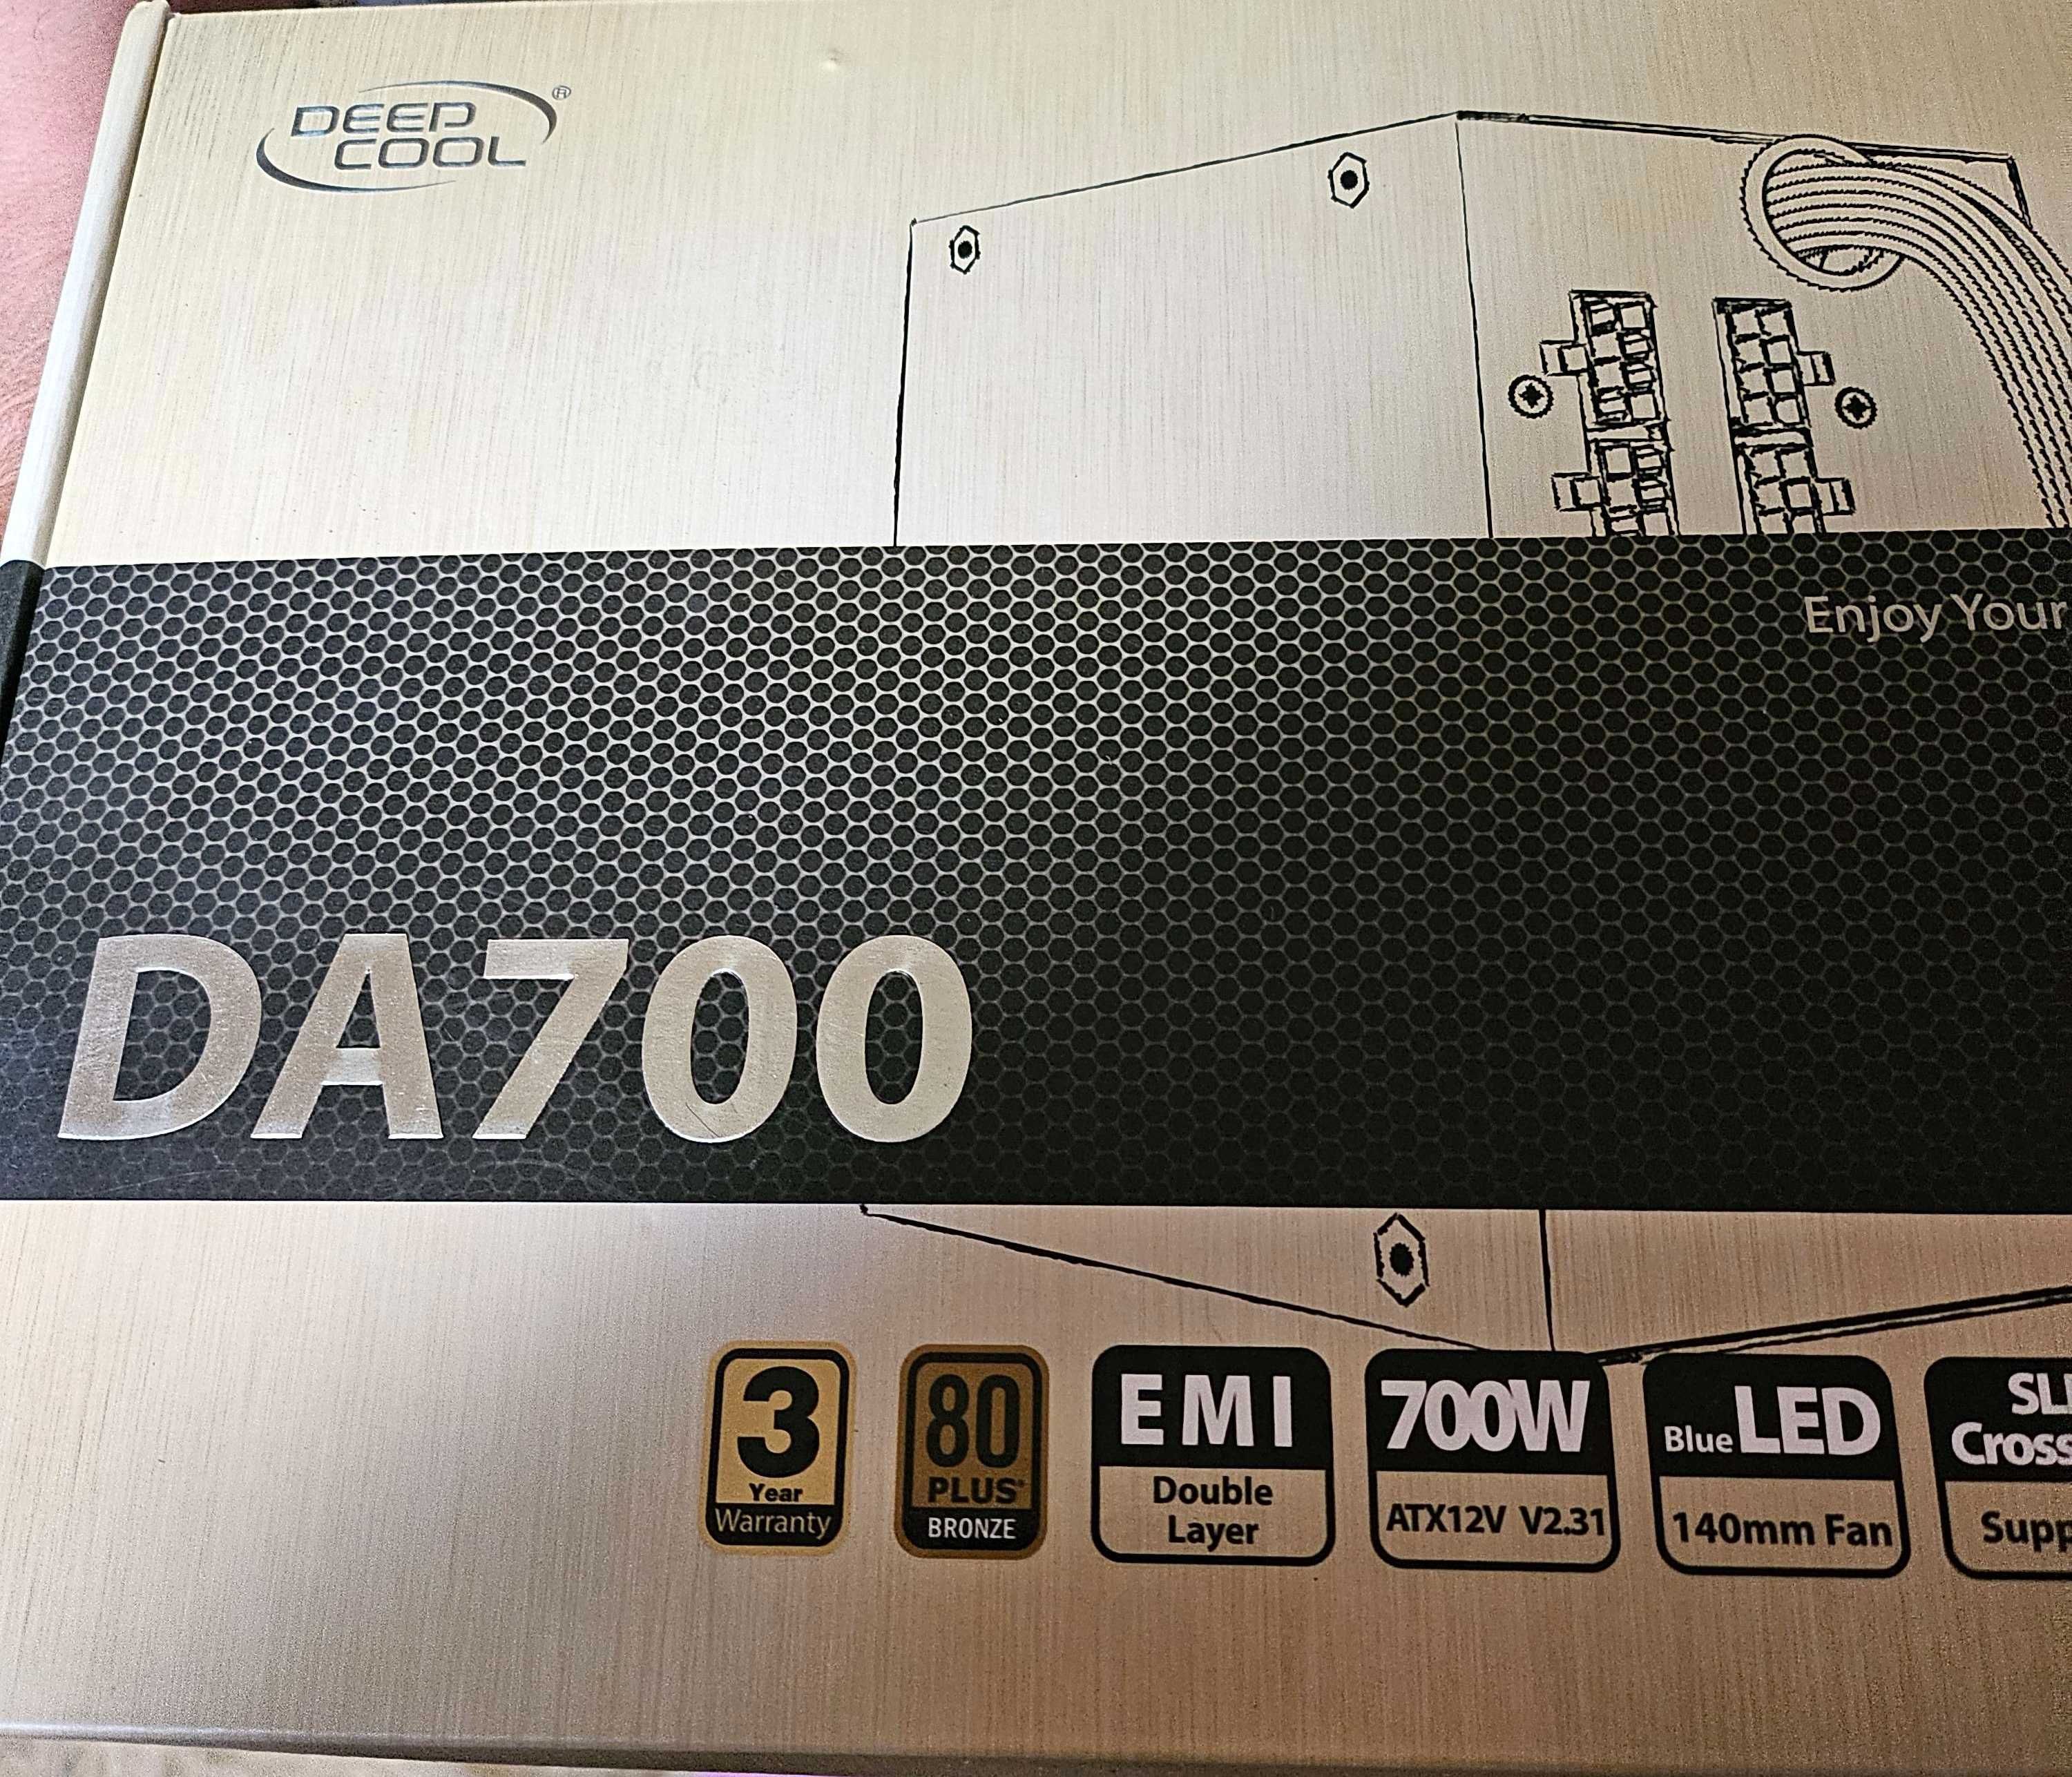 DEEP
COOL®
Enjoy Your
DA700
3
Year
Warranty
80
PLUS
BRONZE
EMI
Double
Layer
700W
ATX12V V2.31
Blue LED
140mm Fan